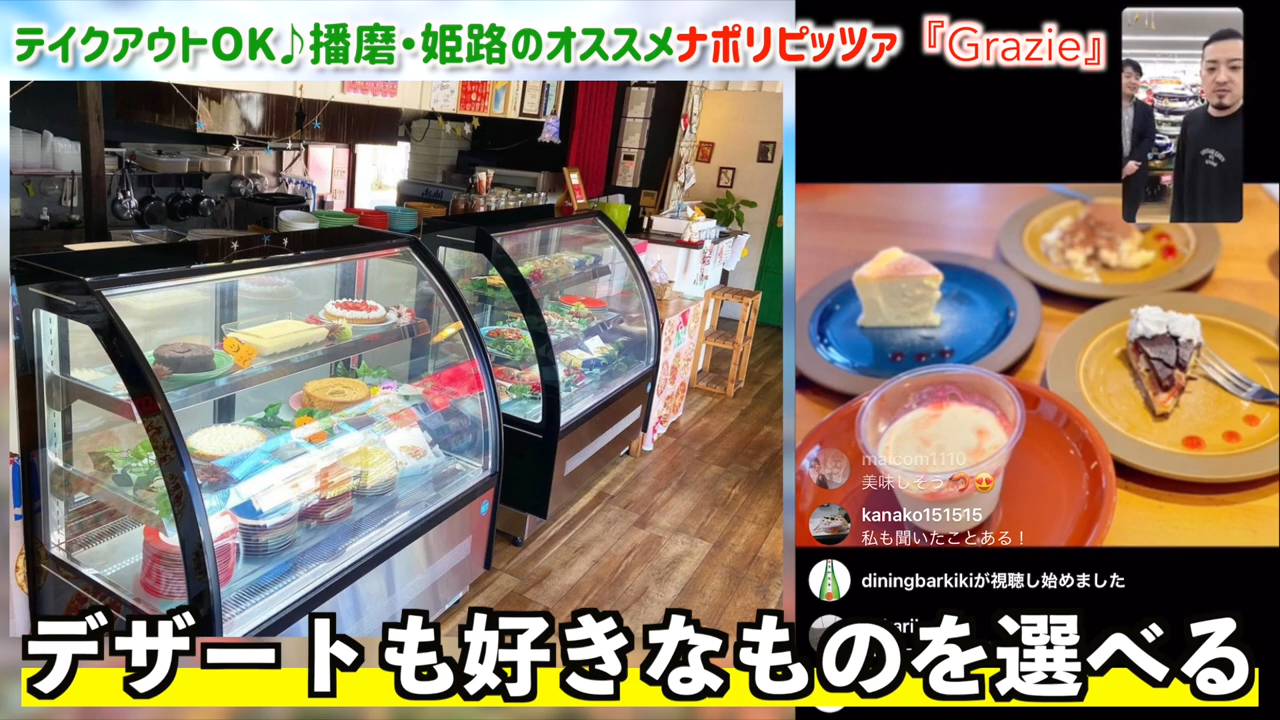 テイクアウトOK♪播磨・姫路のオススメナポリピッツァ『Grazie』
Asahi
malcom1110
美味しそう🤎😍
kanako151515
私も聞いたことある！
diningbarkikiが視聴し始めました
デザートも好きなものを選べる